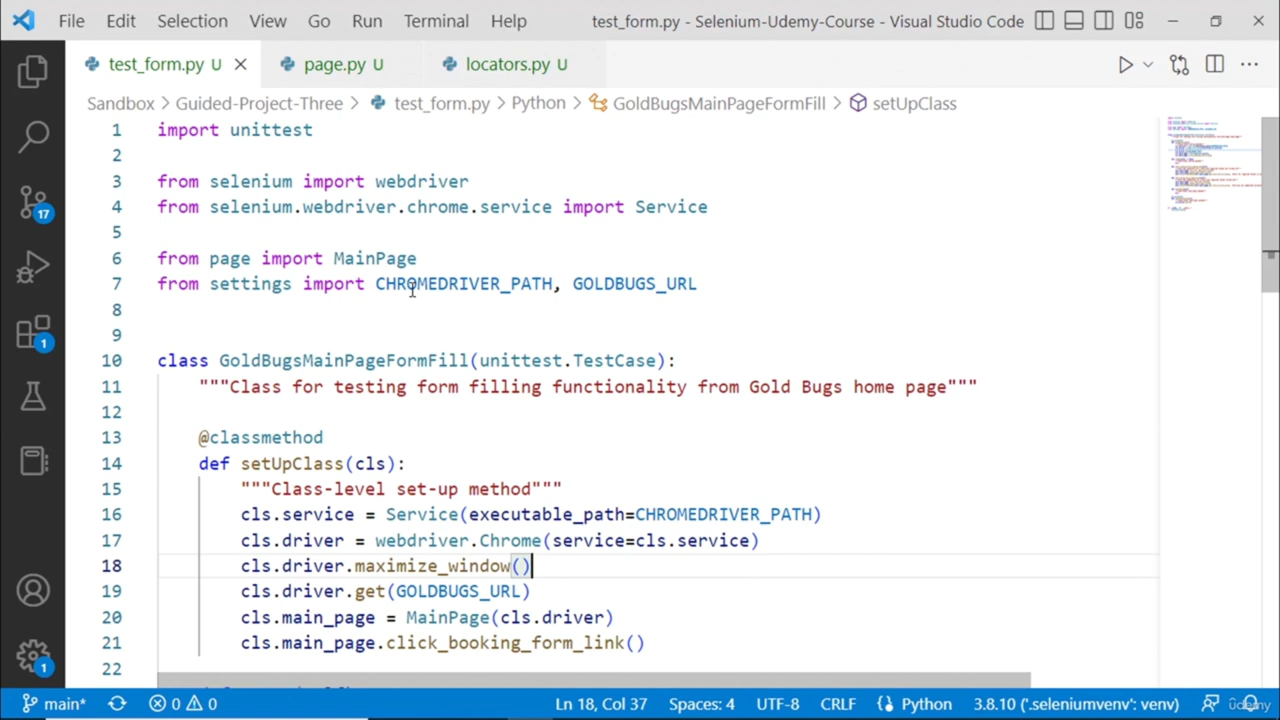 File Edit Selection View Go Run Terminal Help test_form.py - Selenium-Udemy-Course - Visual Studio Code
test_form.py U page.py U locators.py U
Sandbox > Guided-Project-Three > test_form.py > Python > GoldBugsMainPageFormFill > setUpClass
1 import unittest
2
3 from selenium import webdriver
4 from selenium.webdriver.chrome.service import Service
5
6 from page import MainPage
7 from settings import CHROMEDRIVER_PATH, GOLDBUGS_URL
8
9
10 class GoldBugsMainPageFormFill(unittest.TestCase):
11 """Class for testing form filling functionality from Gold Bugs home page"""
12
13 @classmethod
14 def setUpClass(cls):
15 """Class-level set-up method"""
16 cls.service = Service(executable_path=CHROMEDRIVER_PATH)
17 cls.driver = webdriver.Chrome(service=cls.service)
18 cls.driver.maximize_window()
19 cls.driver.get(GOLDBUGS_URL)
20 cls.main_page = MainPage(cls.driver)
21 cls.main_page.click_booking_form_link()
22
17
1
1
main* 0 0 Ln 18, Col 37 Spaces: 4 UTF-8 CRLF Python 3.8.10 ('.seleniumvenv': venv) udemy